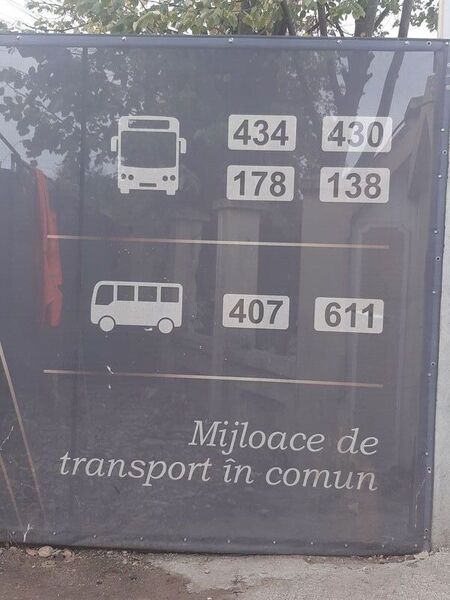 434 430
178 138
407 611
Mijloace de
transport în comun